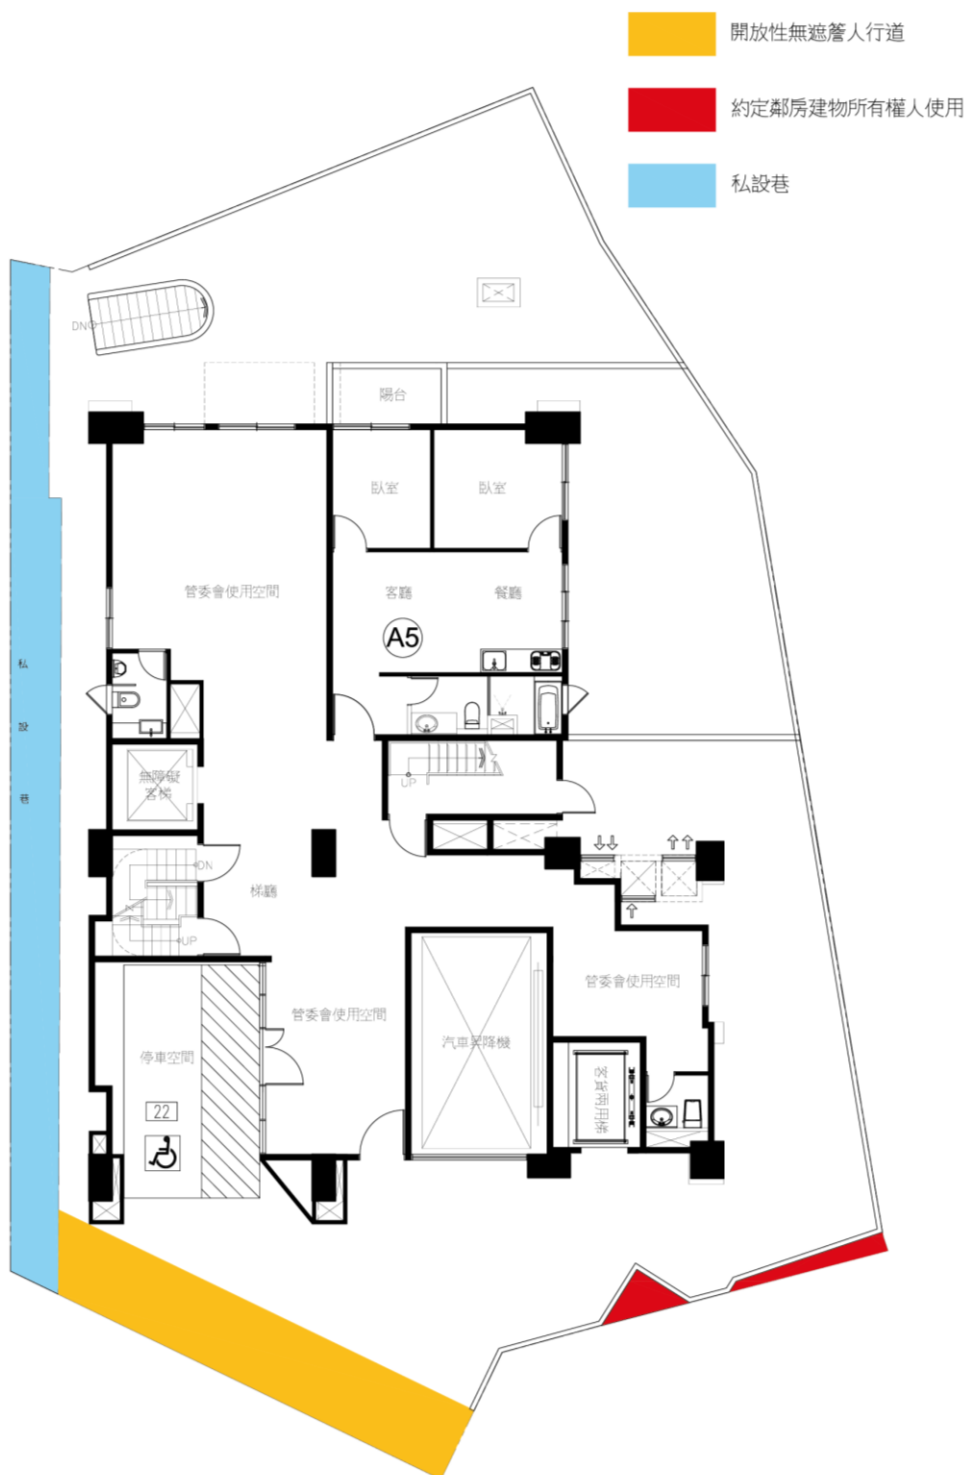 開放性無遮簷人行道
約定鄰房建物所有權人使用
私設巷
DN
陽台
臥室
臥室
管委會使用空間
客廳
餐廳
A5
私設巷
無障礙
客梯
UP
DN
梯廳
UP
管委會使用空間
管委會使用空間
汽車昇降機
停車空間
客貨兩用梯
22